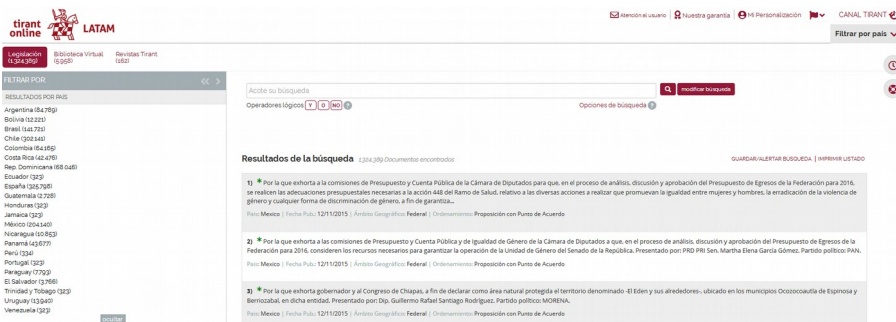 tirant online LATAM
Atención al usuario | Nuestra garantía | Mi Personalización | CANAL TIRANT
Filtrar por país
Legislación (1.324.389)
Biblioteca Virtual (5.958)
Revistas Tirant (162)
FILTRAR POR
RESULTADOS POR PAÍS
Argentina (84.789)
Bolivia (12.221)
Brasil (141.721)
Chile (302.141)
Colombia (64.165)
Costa Rica (42.476)
Rep. Dominicana (68.046)
Ecuador (323)
España (325.798)
Guatemala (2.728)
Honduras (323)
Jamaica (323)
México (204.140)
Nicaragua (10.853)
Panamá (43.677)
Perú (334)
Portugal (323)
Paraguay (7.793)
El Salvador (3.766)
Trinidad y Tobago (323)
Uruguay (13.940)
Venezuela (323)
ocultar
Acote su búsqueda
modificar búsqueda
Operadores lógicos Y O NO ?
Opciones de búsqueda ?
Resultados de la búsqueda 1.324.389 Documentos encontrados
GUARDAR/ALERTAR BÚSQUEDA | IMPRIMIR LISTADO
1) * Por la que exhorta a la comisiones de Presupuesto y Cuenta Pública de la Cámara de Diputados para que, en el proceso de análisis, discusión y aprobación del Presupuesto de Egresos de la Federación para 2016,
se realicen las adecuaciones presupuestales necesarias a la acción 448 del Ramo de Salud, relativo a las diversas acciones a realizar que promuevan la igualdad entre mujeres y hombres, la erradicación de la violencia de
género y cualquier forma de discriminación de género, a fin de garantiza...
País: Mexico | Fecha Pub.: 12/11/2015 | Ámbito Geográfico: Federal | Ordenamiento: Proposición con Punto de Acuerdo
2) * Por la que exhorta a las comisiones de Presupuesto y Cuenta Pública y de Igualdad de Género de la Cámara de Diputados a que, en el proceso de análisis, discusión y aprobación del Presupuesto de Egresos de la
Federación para 2016, consideren los recursos necesarios para garantizar la operación de la Unidad de Género del Senado de la República. Presentado por: PRD PRI Sen. Martha Elena García Gómez. Partido político: PAN.
País: Mexico | Fecha Pub.: 12/11/2015 | Ámbito Geográfico: Federal | Ordenamiento: Proposición con Punto de Acuerdo
3) * Por la que exhorta gobernador y al Congreso de Chiapas, a fin de declarar como área natural protegida el territorio denominado -El Eden y sus alrededores-, ubicado en los municipios Ocozocoautla de Espinosa y
Berriozabal, en dicha entidad. Presentado por: Dip. Guillermo Rafael Santiago Rodríguez. Partido político: MORENA.
País: Mexico | Fecha Pub.: 12/11/2015 | Ámbito Geográfico: Federal | Ordenamiento: Proposición con Punto de Acuerdo